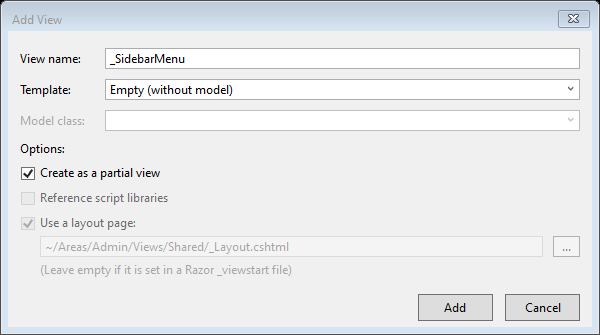 Add View
View name: _SidebarMenu
Template: Empty (without model)
Model class:
Options:
Create as a partial view
Reference script libraries
Use a layout page:
~/Areas/Admin/Views/Shared/_Layout.cshtml ...
(Leave empty if it is set in a Razor _viewstart file)
Add Cancel